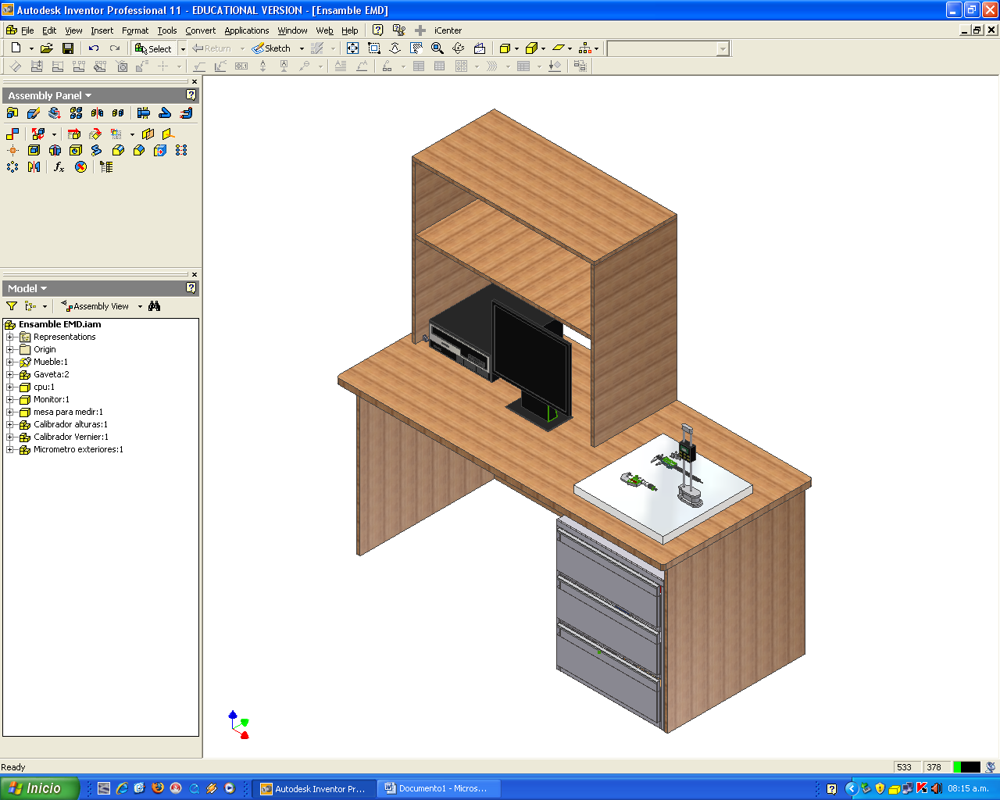 Autodesk Inventor Professional 11 - EDUCATIONAL VERSION - [Ensamble EMD]
File Edit View Insert Format Tools Convert Applications Window Web Help iCenter
Select Return Sketch
Assembly Panel
fx
Model
Assembly View
Ensamble EMD.iam
Representations
Origin
Mueble:1
Gaveta:2
cpu:1
Monitor:1
mesa para medir:1
Calibrador alturas:1
Calibrador Vernier:1
Micrometro exteriores:1
Ready
533 378
Inicio Autodesk Inventor Pr... Documento1 - Micros... 08:15 a.m.